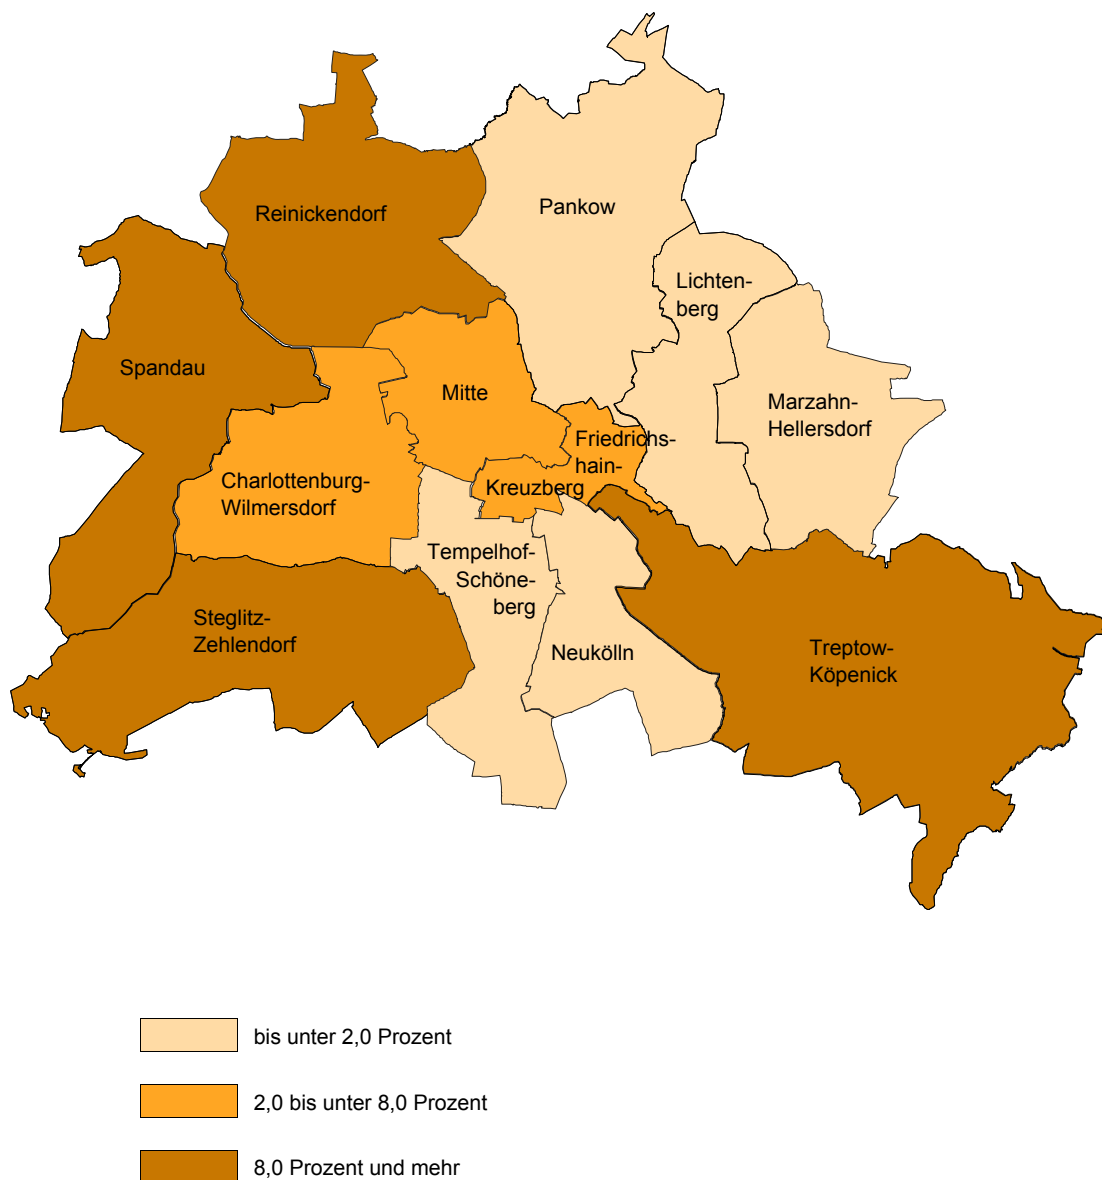 Pankow
Reinickendorf
Lichten-
berg
Spandau
Mitte
Marzahn-
Hellersdorf
Friedrichs-
hain-
Kreuzberg
Charlottenburg-
Wilmersdorf
Tempelhof-
Schöne-
berg
Steglitz-
Zehlendorf
Neukölln
Treptow-
Köpenick
bis unter 2,0 Prozent
2,0 bis unter 8,0 Prozent
8,0 Prozent und mehr